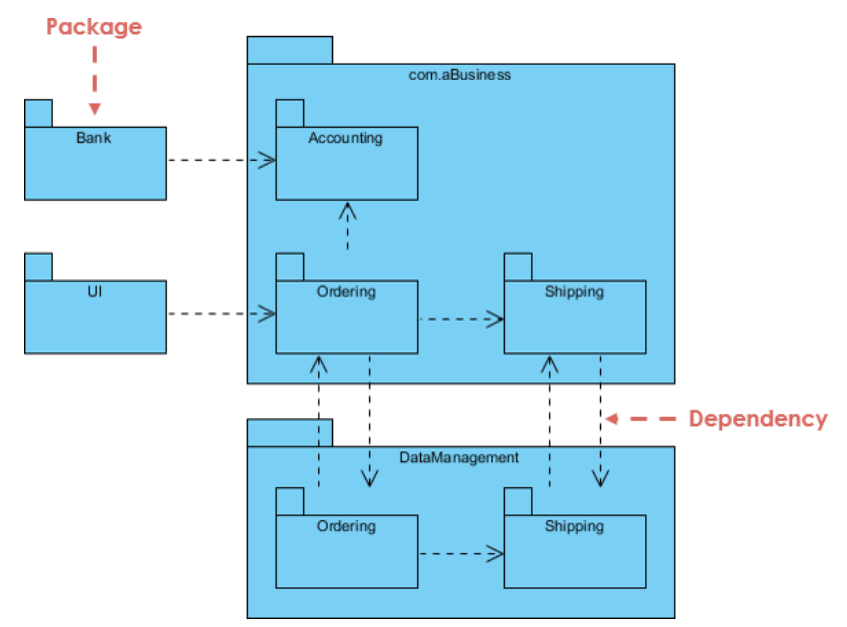 Package
com.aBusiness
Bank
Accounting
UI
Ordering
Shipping
Dependency
DataManagement
Ordering
Shipping